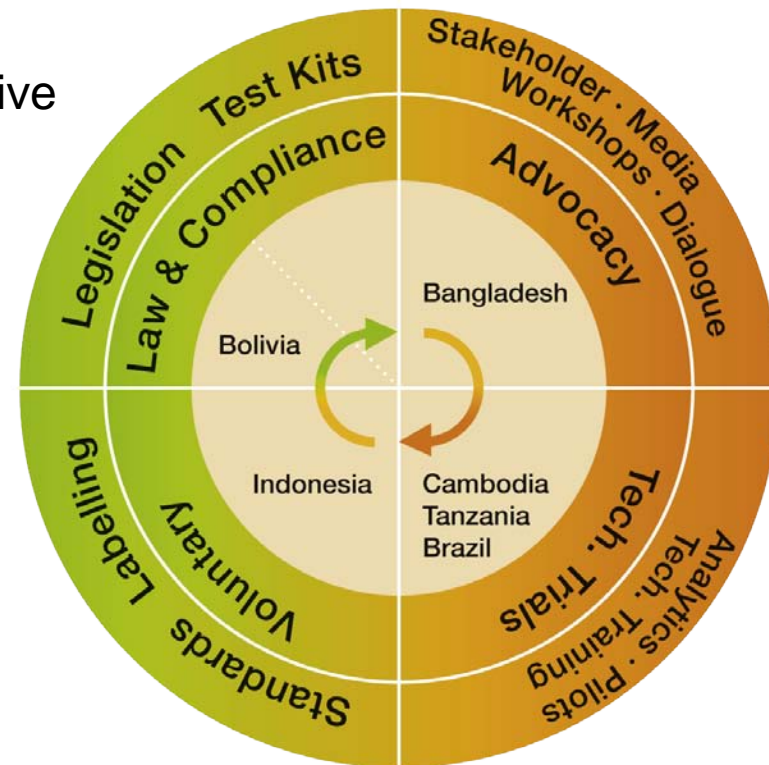 ive
Stakeholder · Media
Workshops · Dialogue
Advocacy
Bangladesh
Tech. Trials
Analytics · Pilots
Tech. Training
Cambodia
Tanzania
Brazil
Voluntary
Standards Labelling
Indonesia
Law & Compliance
Legislation Test Kits
Bolivia